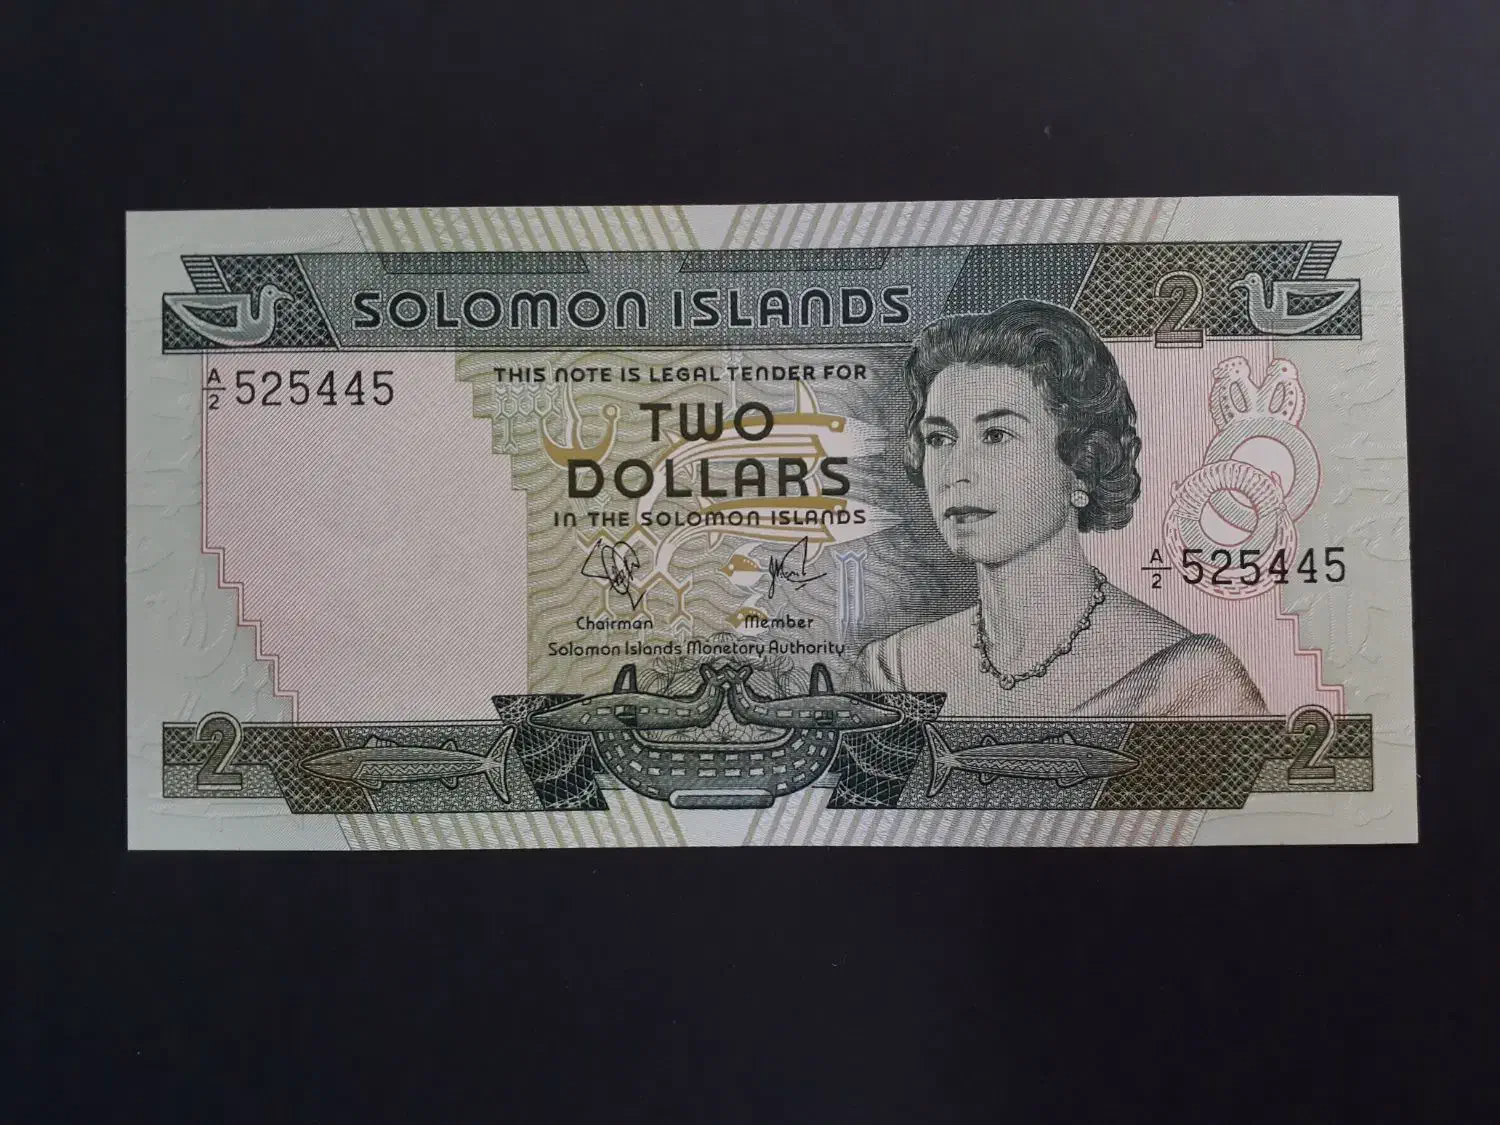 SOLOMON ISLANDS
2
A/2 525445
THIS NOTE IS LEGAL TENDER FOR
TWO
DOLLARS
IN THE SOLOMON ISLANDS
A/2 525445
Chairman Member
Solomon Islands Monetary Authority
2 2